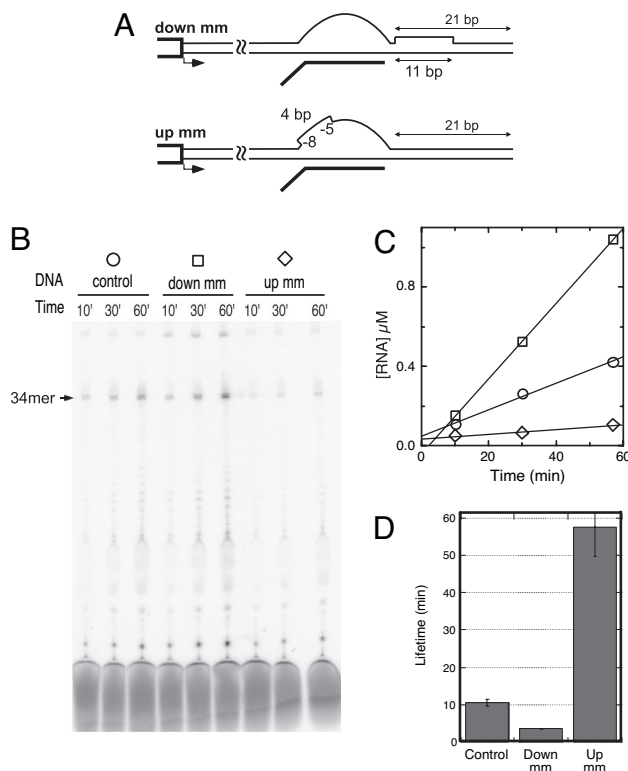 A
down mm
21 bp
11 bp
up mm
4 bp
-5
-8
21 bp
B
DNA control down mm up mm
Time 10' 30' 60' 10' 30' 60' 10' 30' 60'
34mer
C
[RNA] µM
0.8
0.4
0.0
0 20 40 60
Time (min)
D
Lifetime (min)
60
50
40
30
20
10
0
Control Down mm Up mm